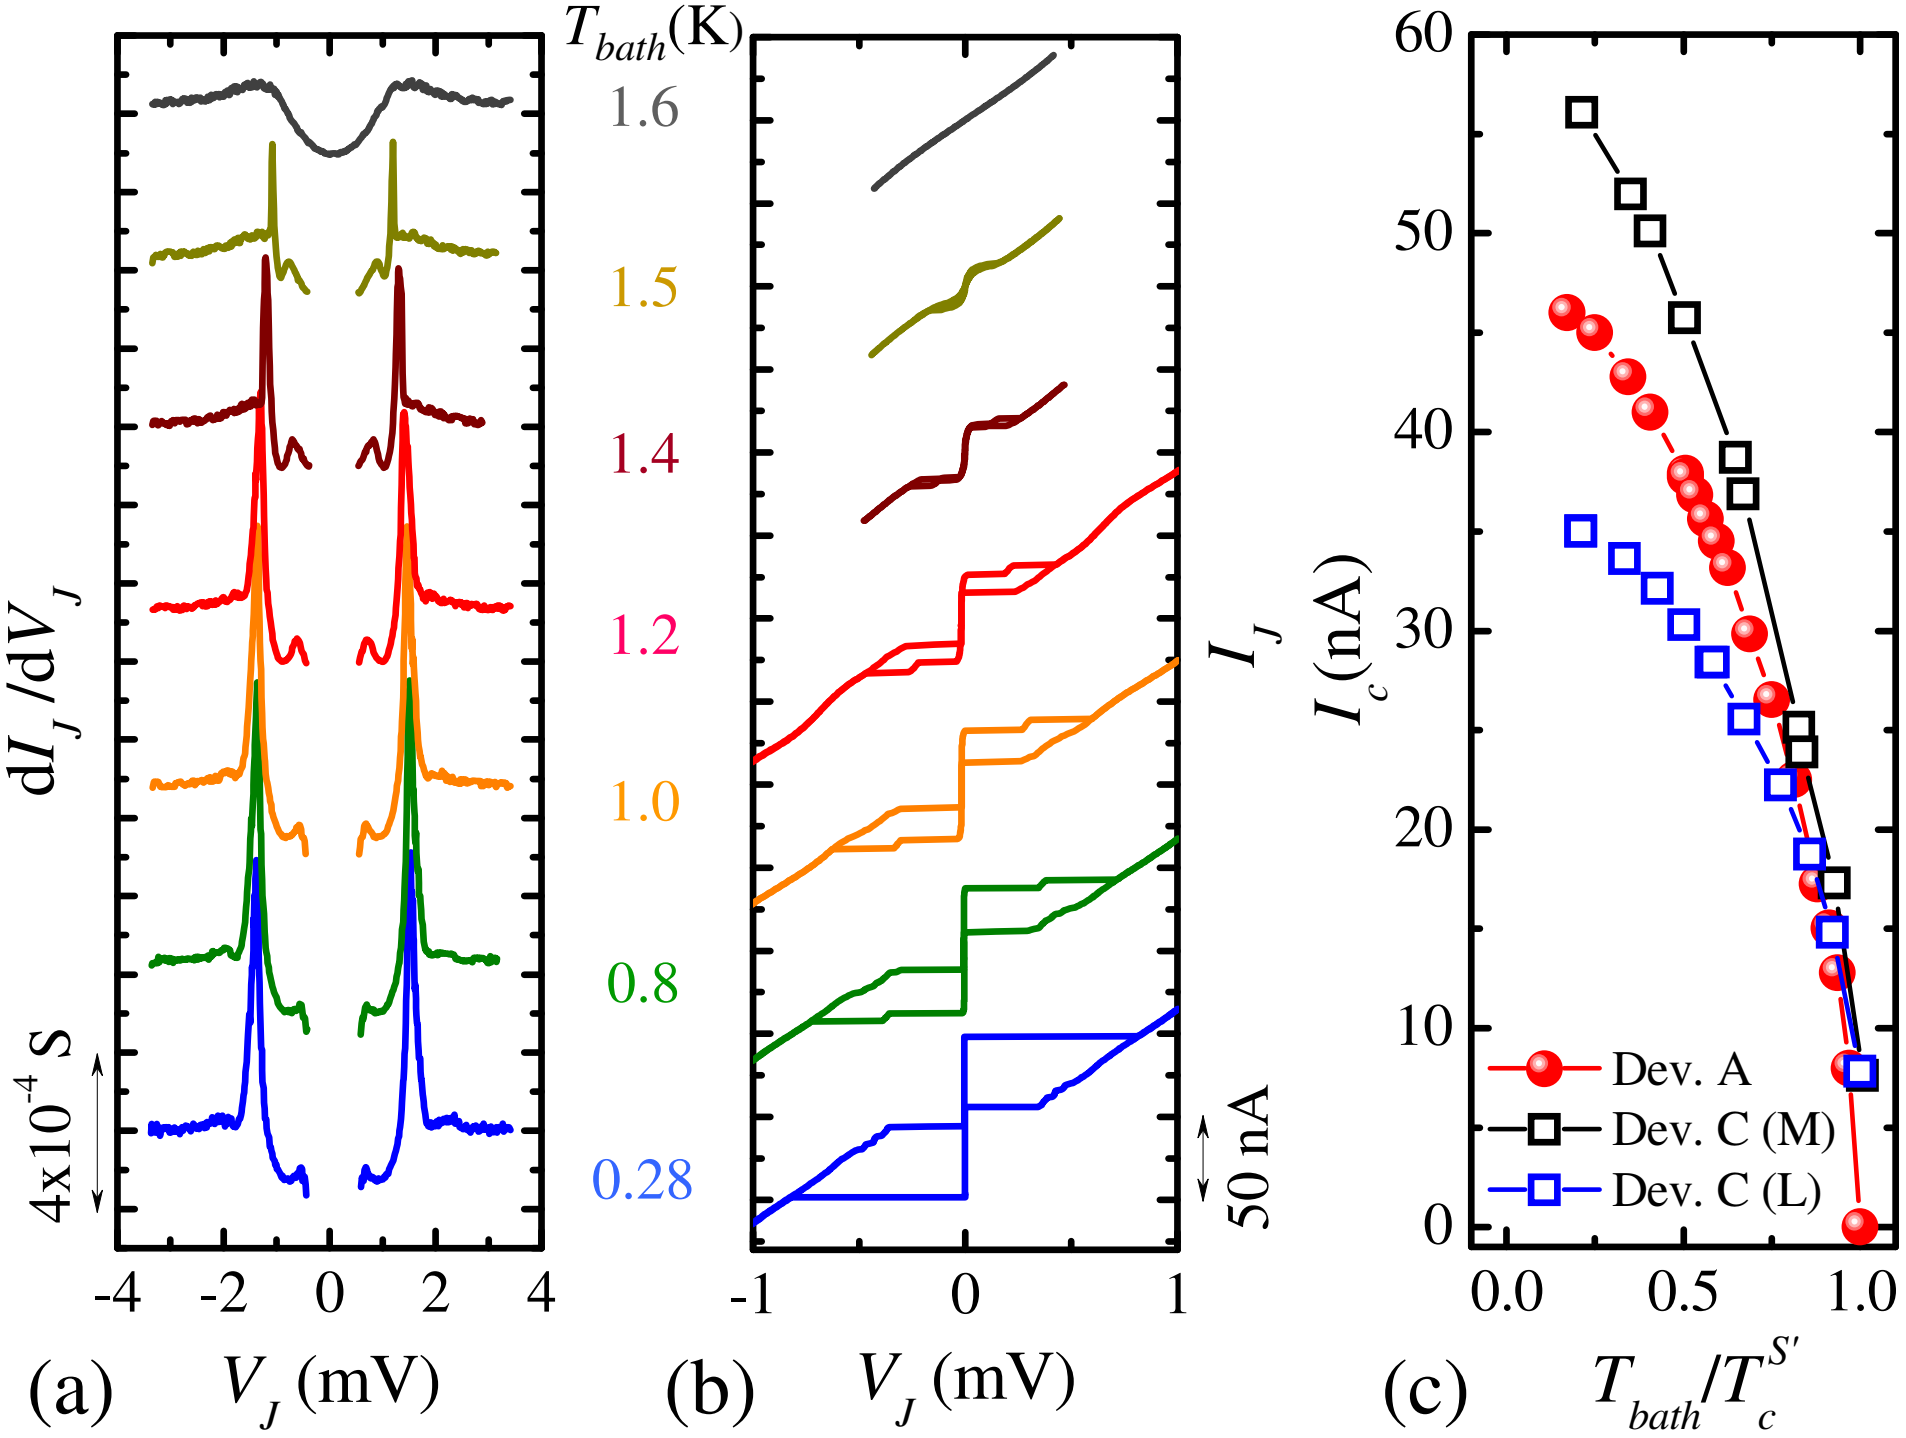 T_bath(K)
1.6
1.5
1.4
1.2
1.0
0.8
0.28
dI_J/dV_J
4x10^-4 S
-4 -2 0 2 4
(a) V_J (mV)
I_J
50 nA
-1 0 1
(b) V_J (mV)
I_c(nA)
60
50
40
30
20
10
0
Dev. A
Dev. C (M)
Dev. C (L)
0.0 0.5 1.0
(c) T_bath/T_c^S'